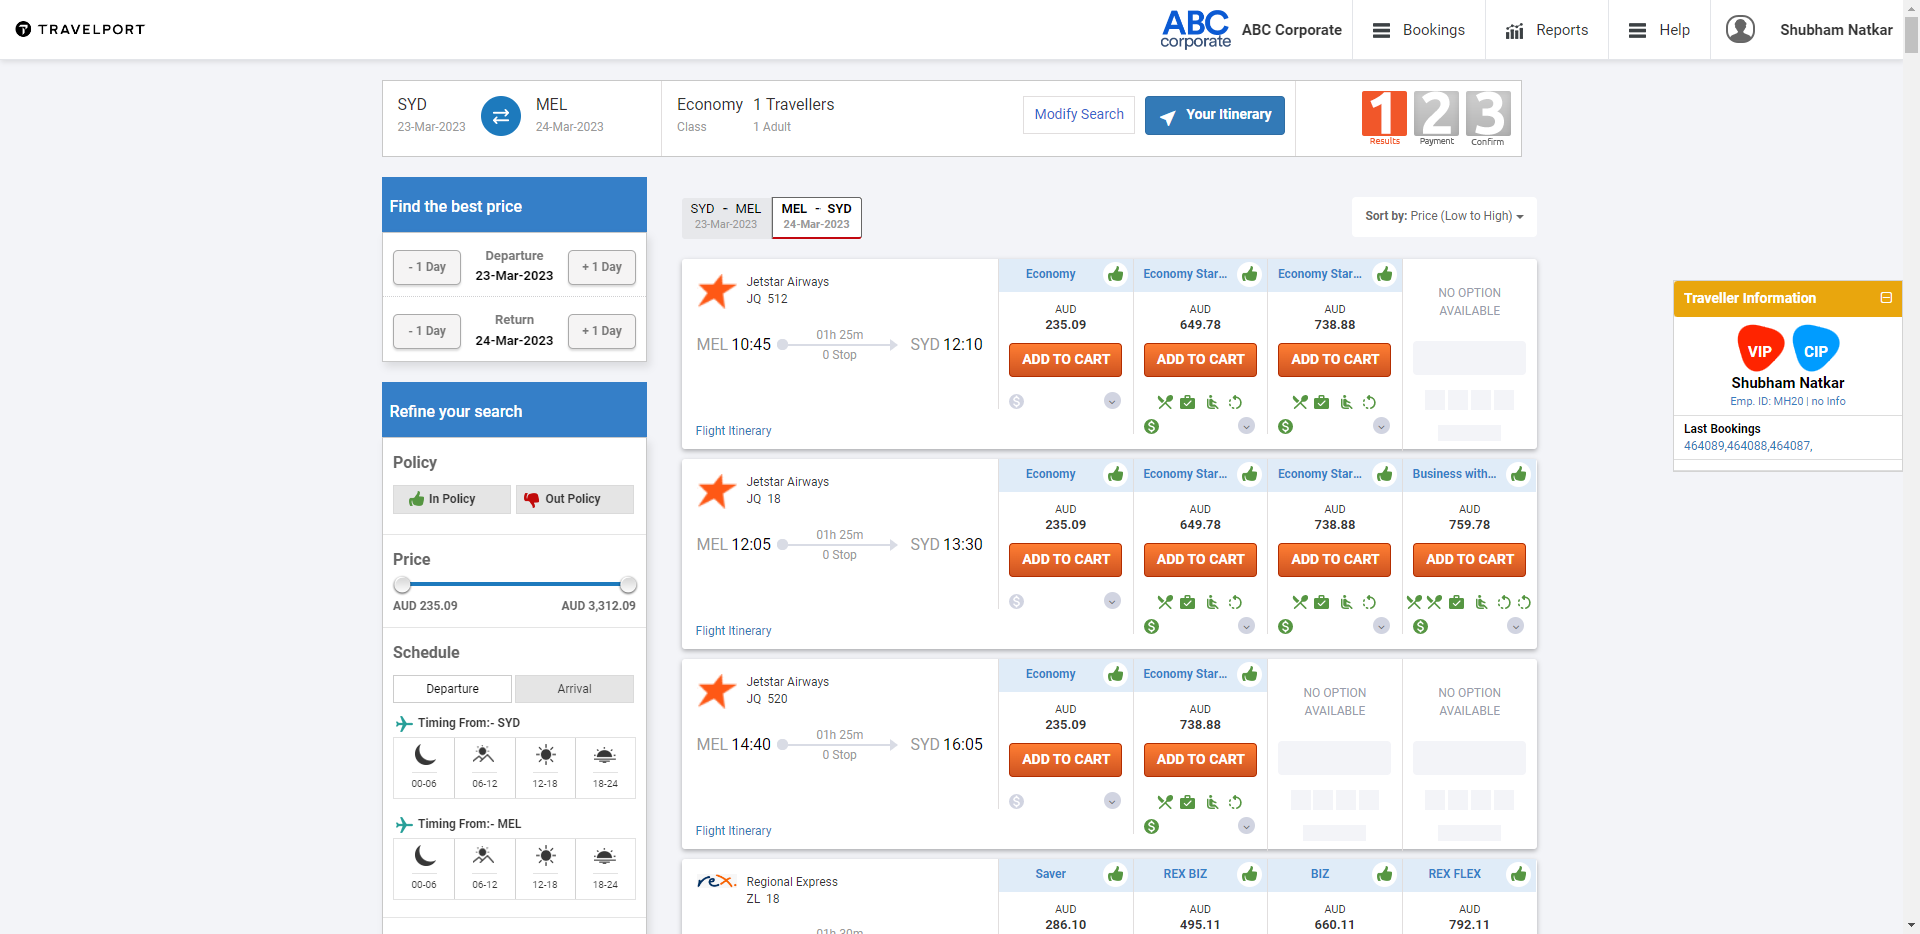 TRAVELPORT
ABC
corporate
ABC Corporate
Bookings
Reports
Help
Shubham Natkar
SYD
23-Mar-2023
MEL
24-Mar-2023
Economy
Class
1 Travellers
1 Adult
Modify Search
Your Itinerary
1 2 3
Results Payment Confirm
Find the best price
- 1 Day
Departure
23-Mar-2023
+ 1 Day
- 1 Day
Return
24-Mar-2023
+ 1 Day
Refine your search
Policy
In Policy
Out Policy
Price
AUD 235.09 AUD 3,312.09
Schedule
Departure Arrival
Timing From:- SYD
00-06 06-12 12-18 18-24
Timing From:- MEL
00-06 06-12 12-18 18-24
SYD - MEL
23-Mar-2023
MEL - SYD
24-Mar-2023
Sort by: Price (Low to High)
Jetstar Airways
JQ 512
MEL 10:45
01h 25m
0 Stop
SYD 12:10
Flight Itinerary
Economy
AUD
235.09
ADD TO CART
Economy Star...
AUD
649.78
ADD TO CART
Economy Star...
AUD
738.88
ADD TO CART
NO OPTION
AVAILABLE
Jetstar Airways
JQ 18
MEL 12:05
01h 25m
0 Stop
SYD 13:30
Flight Itinerary
Economy
AUD
235.09
ADD TO CART
Economy Star...
AUD
649.78
ADD TO CART
Economy Star...
AUD
738.88
ADD TO CART
Business with...
AUD
759.78
ADD TO CART
Jetstar Airways
JQ 520
MEL 14:40
01h 25m
0 Stop
SYD 16:05
Flight Itinerary
Economy
AUD
235.09
ADD TO CART
Economy Star...
AUD
738.88
ADD TO CART
NO OPTION
AVAILABLE
NO OPTION
AVAILABLE
rex.
Regional Express
ZL 18
01h 30m
Saver
AUD
286.10
REX BIZ
AUD
495.11
BIZ
AUD
660.11
REX FLEX
AUD
792.11
Traveller Information
VIP CIP
Shubham Natkar
Emp. ID: MH20 | no Info
Last Bookings
464089,464088,464087,